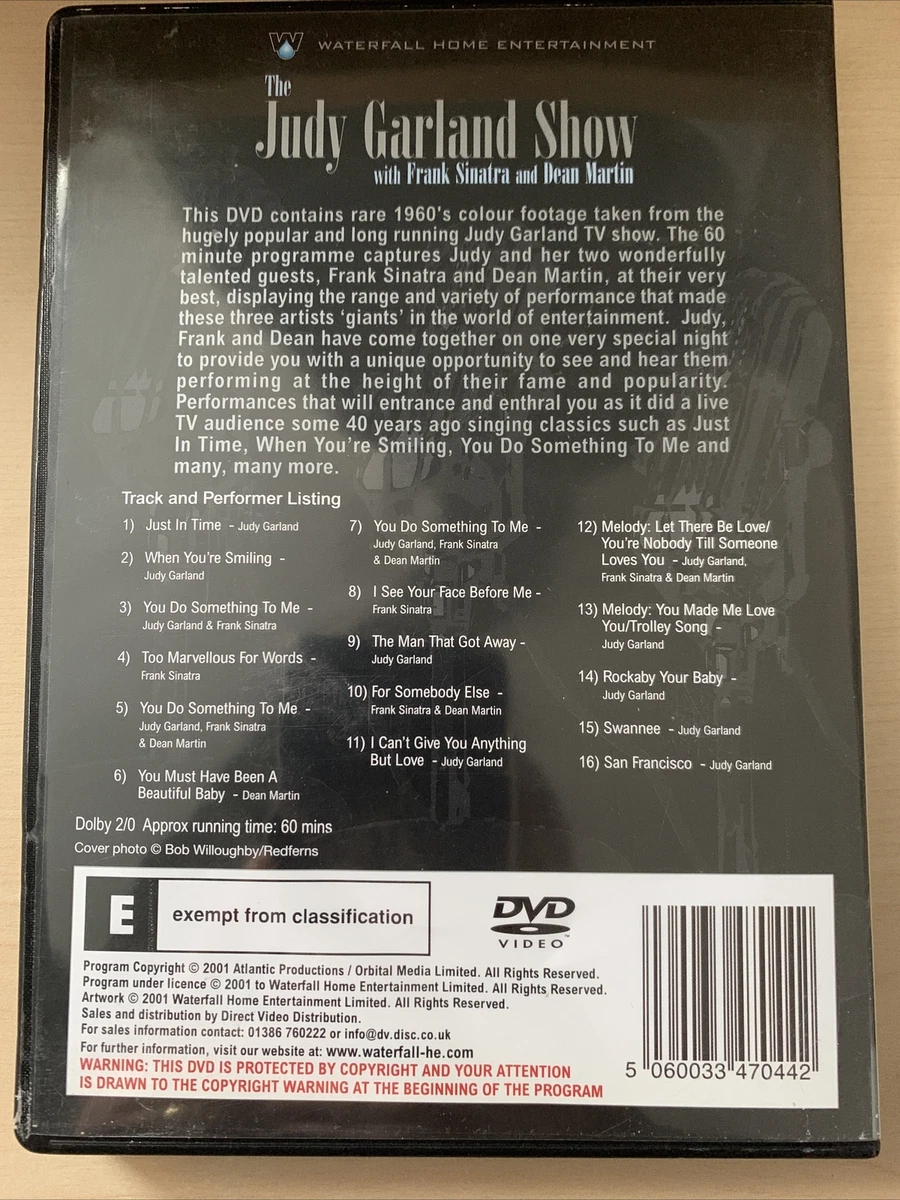 W WATERFALL HOME ENTERTAINMENT
The
Judy Garland Show
with Frank Sinatra and Dean Martin
This DVD contains rare 1960's colour footage taken from the
hugely popular and long running Judy Garland TV show. The 60
minute programme captures Judy and her two wonderfully
talented guests, Frank Sinatra and Dean Martin, at their very
best, displaying the range and variety of performance that made
these three artists ‘giants’ in the world of entertainment. Judy,
Frank and Dean have come together on one very special night
to provide you with a unique opportunity to see and hear them
performing at the height of their fame and popularity.
Performances that will entrance and enthral you as it did a live
TV audience some 40 years ago singing classics such as Just
In Time, When You’re Smiling, You Do Something To Me and
many, many more.
Track and Performer Listing
1) Just In Time - Judy Garland
2) When You’re Smiling -
Judy Garland
3) You Do Something To Me -
Judy Garland & Frank Sinatra
4) Too Marvellous For Words -
Frank Sinatra
5) You Do Something To Me -
Judy Garland, Frank Sinatra
& Dean Martin
6) You Must Have Been A
Beautiful Baby - Dean Martin
7) You Do Something To Me -
Judy Garland, Frank Sinatra
& Dean Martin
8) I See Your Face Before Me -
Frank Sinatra
9) The Man That Got Away -
Judy Garland
10) For Somebody Else -
Frank Sinatra & Dean Martin
11) I Can’t Give You Anything
But Love - Judy Garland
12) Melody: Let There Be Love/
You’re Nobody Till Someone
Loves You - Judy Garland,
Frank Sinatra & Dean Martin
13) Melody: You Made Me Love
You/Trolley Song -
Judy Garland
14) Rockaby Your Baby -
Judy Garland
15) Swannee - Judy Garland
16) San Francisco - Judy Garland
Dolby 2/0 Approx running time: 60 mins
Cover photo © Bob Willoughby/Redferns
E exempt from classification
DVD
VIDEO™
Program Copyright © 2001 Atlantic Productions / Orbital Media Limited. All Rights Reserved.
Program under licence © 2001 to Waterfall Home Entertainment Limited. All Rights Reserved.
Artwork © 2001 Waterfall Home Entertainment Limited. All Rights Reserved.
Sales and distribution by Direct Video Distribution.
For sales information contact: 01386 760222 or info@dv.disc.co.uk
For further information, visit our website at: www.waterfall-he.com
WARNING: THIS DVD IS PROTECTED BY COPYRIGHT AND YOUR ATTENTION
IS DRAWN TO THE COPYRIGHT WARNING AT THE BEGINNING OF THE PROGRAM
5 060033 470442